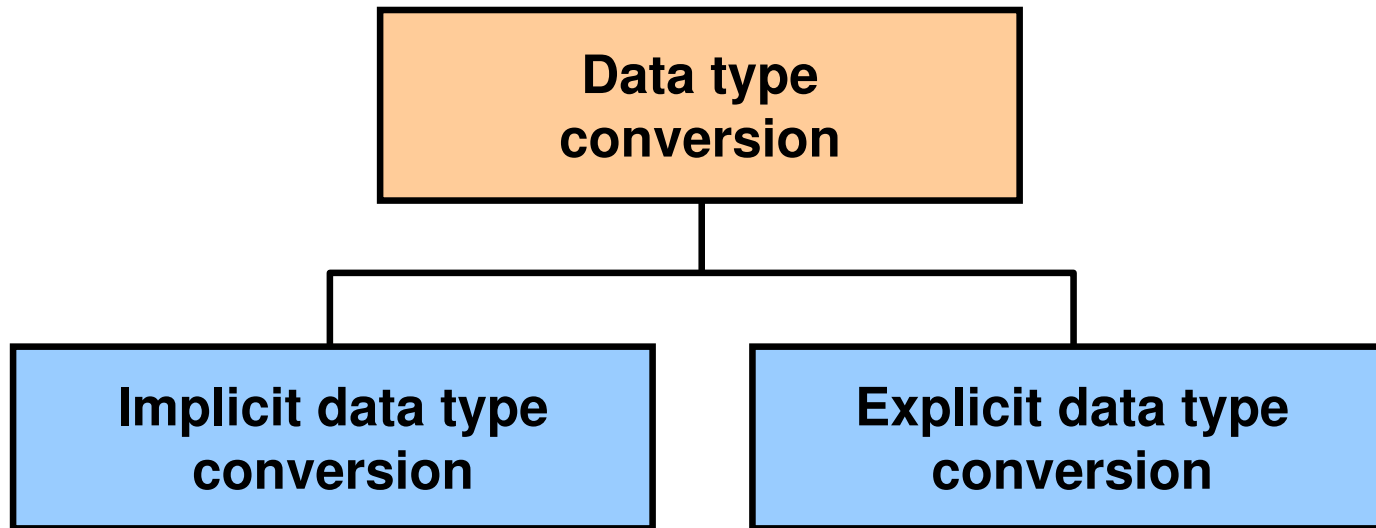 Data type
conversion
Implicit data type
conversion
Explicit data type
conversion